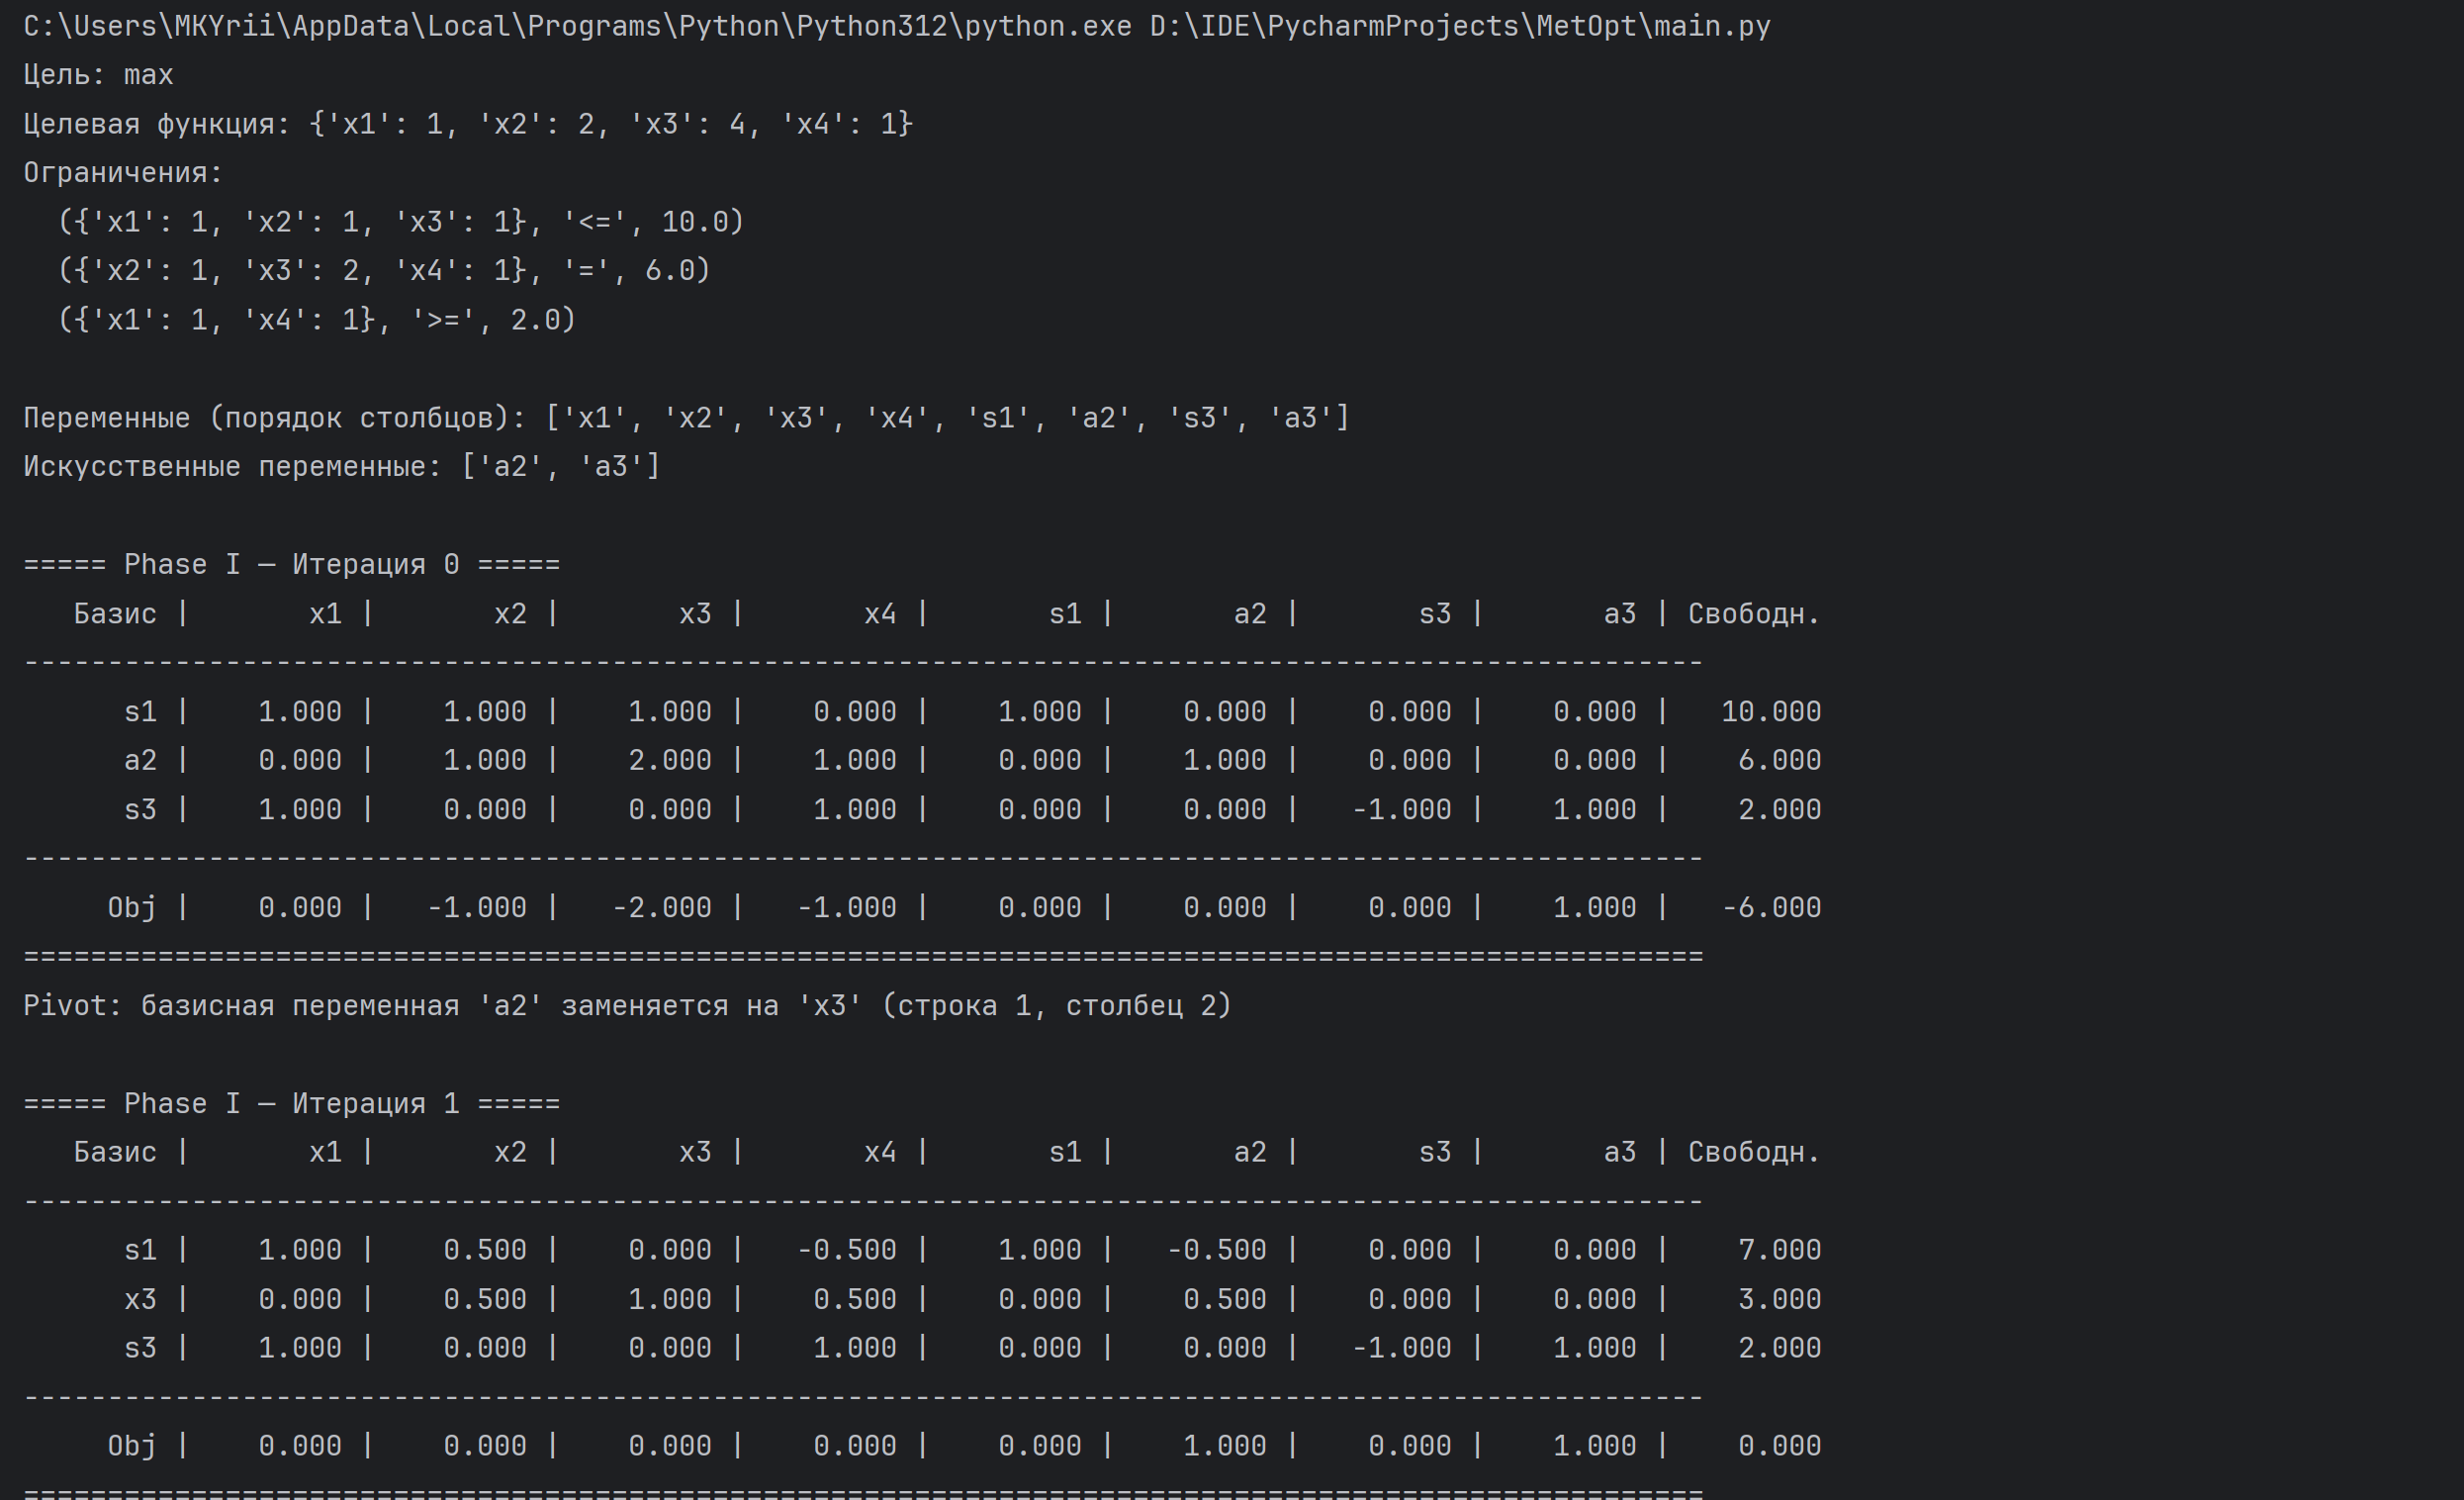 C:\Users\MKYrii\AppData\Local\Programs\Python\Python312\python.exe D:\IDE\PycharmProjects\MetOpt\main.py
Цель: max
Целевая функция: {'x1': 1, 'x2': 2, 'x3': 4, 'x4': 1}
Ограничения:
  ({'x1': 1, 'x2': 1, 'x3': 1}, '<=', 10.0)
  ({'x2': 1, 'x3': 2, 'x4': 1}, '=', 6.0)
  ({'x1': 1, 'x4': 1}, '>=', 2.0)

Переменные (порядок столбцов): ['x1', 'x2', 'x3', 'x4', 's1', 'a2', 's3', 'a3']
Искусственные переменные: ['a2', 'a3']

===== Phase I — Итерация 0 =====
   Базис |       x1 |       x2 |       x3 |       x4 |       s1 |       a2 |       s3 |       a3 | Свободн.
----------------------------------------------------------------------------------------------------
      s1 |    1.000 |    1.000 |    1.000 |    0.000 |    1.000 |    0.000 |    0.000 |    0.000 |   10.000
      a2 |    0.000 |    1.000 |    2.000 |    1.000 |    0.000 |    1.000 |    0.000 |    0.000 |    6.000
      s3 |    1.000 |    0.000 |    0.000 |    1.000 |    0.000 |    0.000 |   -1.000 |    1.000 |    2.000
----------------------------------------------------------------------------------------------------
     Obj |    0.000 |   -1.000 |   -2.000 |   -1.000 |    0.000 |    0.000 |    0.000 |    1.000 |   -6.000
====================================================================================================
Pivot: базисная переменная 'a2' заменяется на 'x3' (строка 1, столбец 2)

===== Phase I — Итерация 1 =====
   Базис |       x1 |       x2 |       x3 |       x4 |       s1 |       a2 |       s3 |       a3 | Свободн.
----------------------------------------------------------------------------------------------------
      s1 |    1.000 |    0.500 |    0.000 |   -0.500 |    1.000 |   -0.500 |    0.000 |    0.000 |    7.000
      x3 |    0.000 |    0.500 |    1.000 |    0.500 |    0.000 |    0.500 |    0.000 |    0.000 |    3.000
      s3 |    1.000 |    0.000 |    0.000 |    1.000 |    0.000 |    0.000 |   -1.000 |    1.000 |    2.000
----------------------------------------------------------------------------------------------------
     Obj |    0.000 |    0.000 |    0.000 |    0.000 |    0.000 |    1.000 |    0.000 |    1.000 |    0.000
====================================================================================================